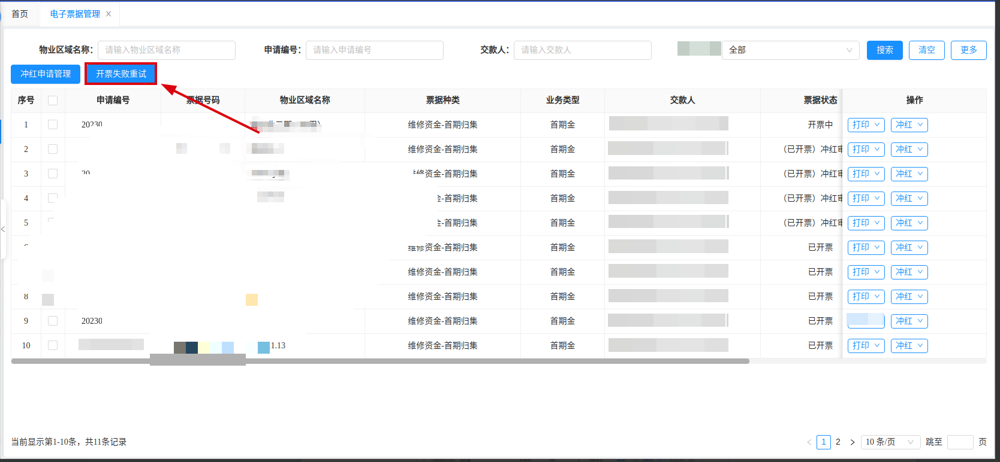 首页
电子票据管理
物业区域名称: 请输入物业区域名称 申请编号: 请输入申请编号 交款人: 请输入交款人 全部 搜索 清空 更多
冲红申请管理 开票失败重试
序号 申请编号 票据号码 物业区域名称 票据种类 业务类型 交款人 票据状态 操作
1 20230 维修资金-首期归集 首期金 开票中 打印 冲红
2 维修资金-首期归集 首期金 (已开票) 冲红审 打印 冲红
3 20 修资金-首期归集 首期金 (已开票) 冲红审 打印 冲红
4 -首期归集 首期金 (已开票) 冲红审 打印 冲红
5 -首期归集 首期金 (已开票) 冲红审 打印 冲红
维修资金-首期归集 首期金 已开票 打印 冲红
维修资金-首期归集 首期金 已开票 打印 冲红
8 维修资金-首期归集 首期金 已开票 打印 冲红
9 20230 维修资金-首期归集 首期金 已开票 冲红
10 1.13 维修资金-首期归集 首期金 已开票 打印 冲红
当前显示第1-10条，共11条记录 1 2 10 条/页 跳至 页